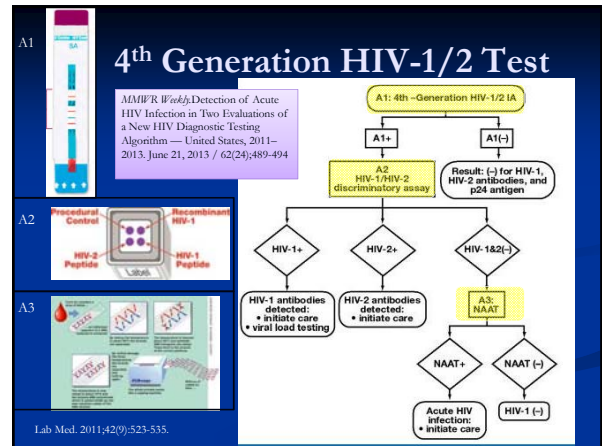 A1
4th Generation HIV-1/2 Test
MMWR Weekly.Detection of Acute
HIV Infection in Two Evaluations of
a New HIV Diagnostic Testing
Algorithm — United States, 2011–
2013. June 21, 2013 / 62(24);489-494
A1: 4th –Generation HIV-1/2 IA
A1+
A1(–)
A2
HIV-1/HIV-2
discriminatory assay
Result: (–) for HIV-1,
HIV-2 antibodies, and
p24 antigen
HIV-1+
HIV-2+
HIV-1&2(–)
HIV-1 antibodies
detected:
• initiate care
• viral load testing
HIV-2 antibodies
detected:
• initiate care
A3:
NAAT
NAAT+
NAAT (–)
Acute HIV
infection:
• initiate care
HIV-1 (–)
A2
Procedural
Control
Recombinant
HIV-1
HIV-2
Peptide
HIV-1
Peptide
Label
A3
Lab Med. 2011;42(9):523-535.